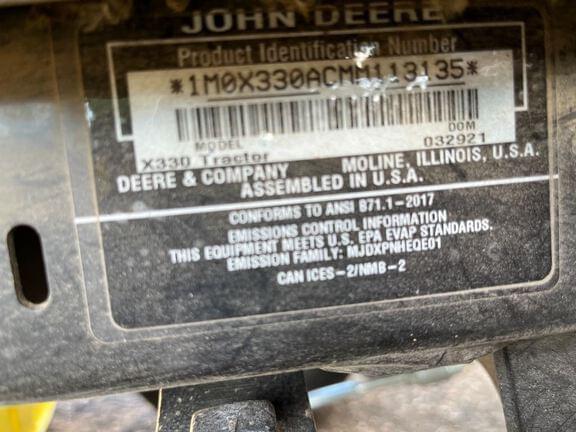 JOHN DEERE
Product Identification Number
*1M0X330ACMM113135*
MODEL DOM
X330 Tractor 032921
DEERE & COMPANY MOLINE, ILLINOIS, U.S.A.
ASSEMBLED IN U.S.A.
CONFORMS TO ANSI B71.1-2017
EMISSIONS CONTROL INFORMATION
THIS EQUIPMENT MEETS U.S. EPA EVAP STANDARDS.
EMISSION FAMILY: MJDXPNHEQE01
CAN ICES-2/NMB-2